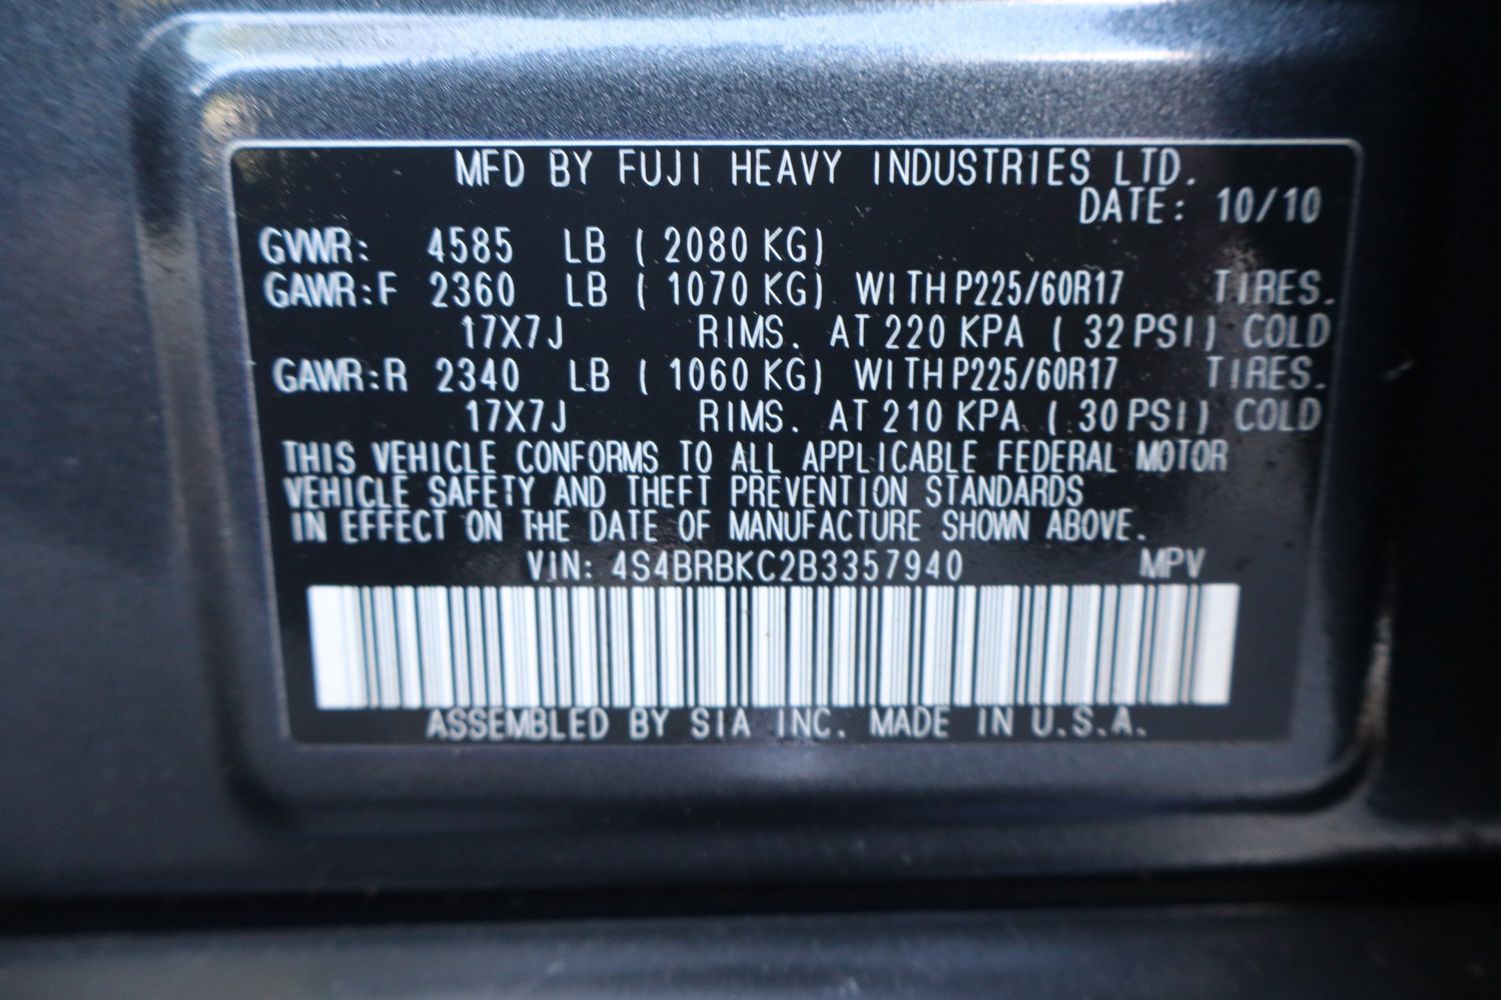 MFD BY FUJI HEAVY INDUSTRIES LTD.
DATE: 10/10
GVWR: 4585 LB ( 2080 KG)
GAWR:F 2360 LB ( 1070 KG) WITH P225/60R17 TIRES.
17X7J RIMS. AT 220 KPA ( 32 PSI) COLD
GAWR:R 2340 LB ( 1060 KG) WITH P225/60R17 TIRES.
17X7J RIMS. AT 210 KPA ( 30 PSI) COLD
THIS VEHICLE CONFORMS TO ALL APPLICABLE FEDERAL MOTOR
VEHICLE SAFETY AND THEFT PREVENTION STANDARDS
IN EFFECT ON THE DATE OF MANUFACTURE SHOWN ABOVE.
VIN: 4S4BRBKC2B3357940 MPV
ASSEMBLED BY SIA INC. MADE IN U.S.A.